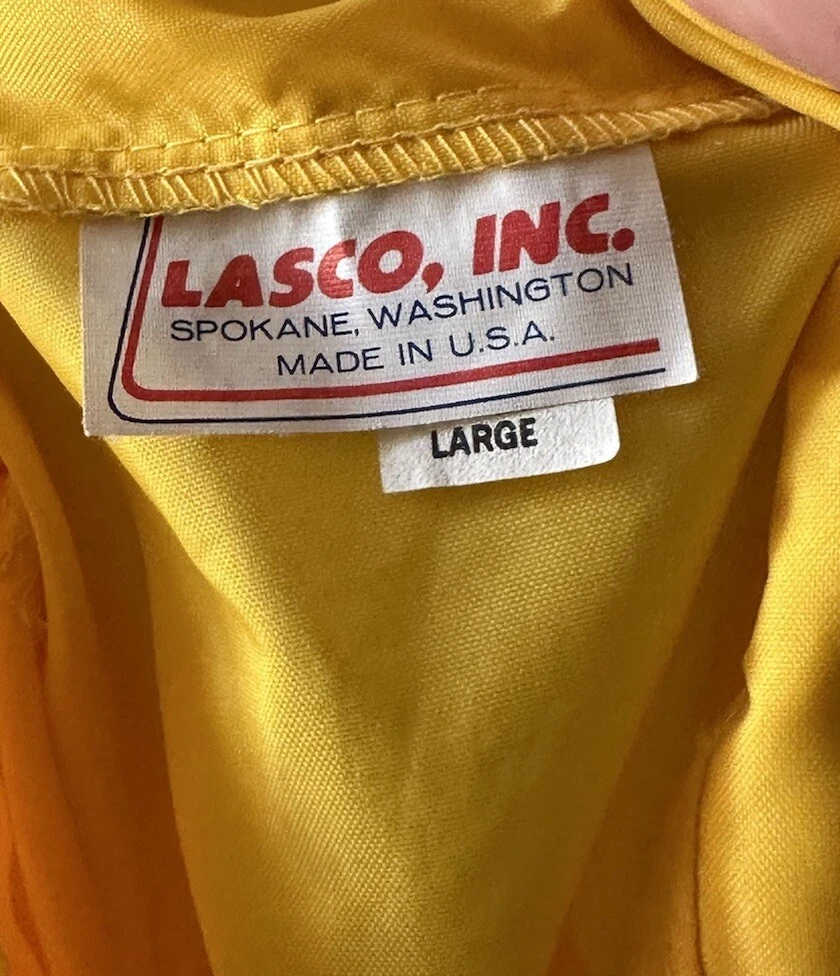 LASCO, INC.
SPOKANE, WASHINGTON
MADE IN U.S.A.
LARGE